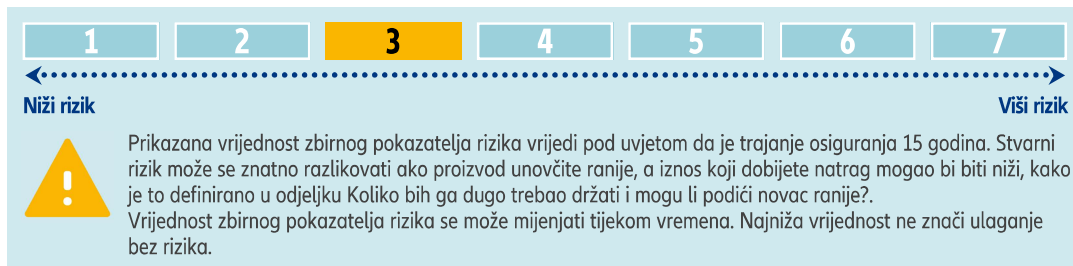 1 2 3 4 5 6 7
Niži rizik Viši rizik
Prikazana vrijednost zbirnog pokazatelja rizika vrijedi pod uvjetom da je trajanje osiguranja 15 godina. Stvarni
rizik može se znatno razlikovati ako proizvod unovčite ranije, a iznos koji dobijete natrag mogao bi biti niži, kako
je to definirano u odjeljku Koliko bih ga dugo trebao držati i mogu li podići novac ranije?.
Vrijednost zbirnog pokazatelja rizika se može mijenjati tijekom vremena. Najniža vrijednost ne znači ulaganje
bez rizika.